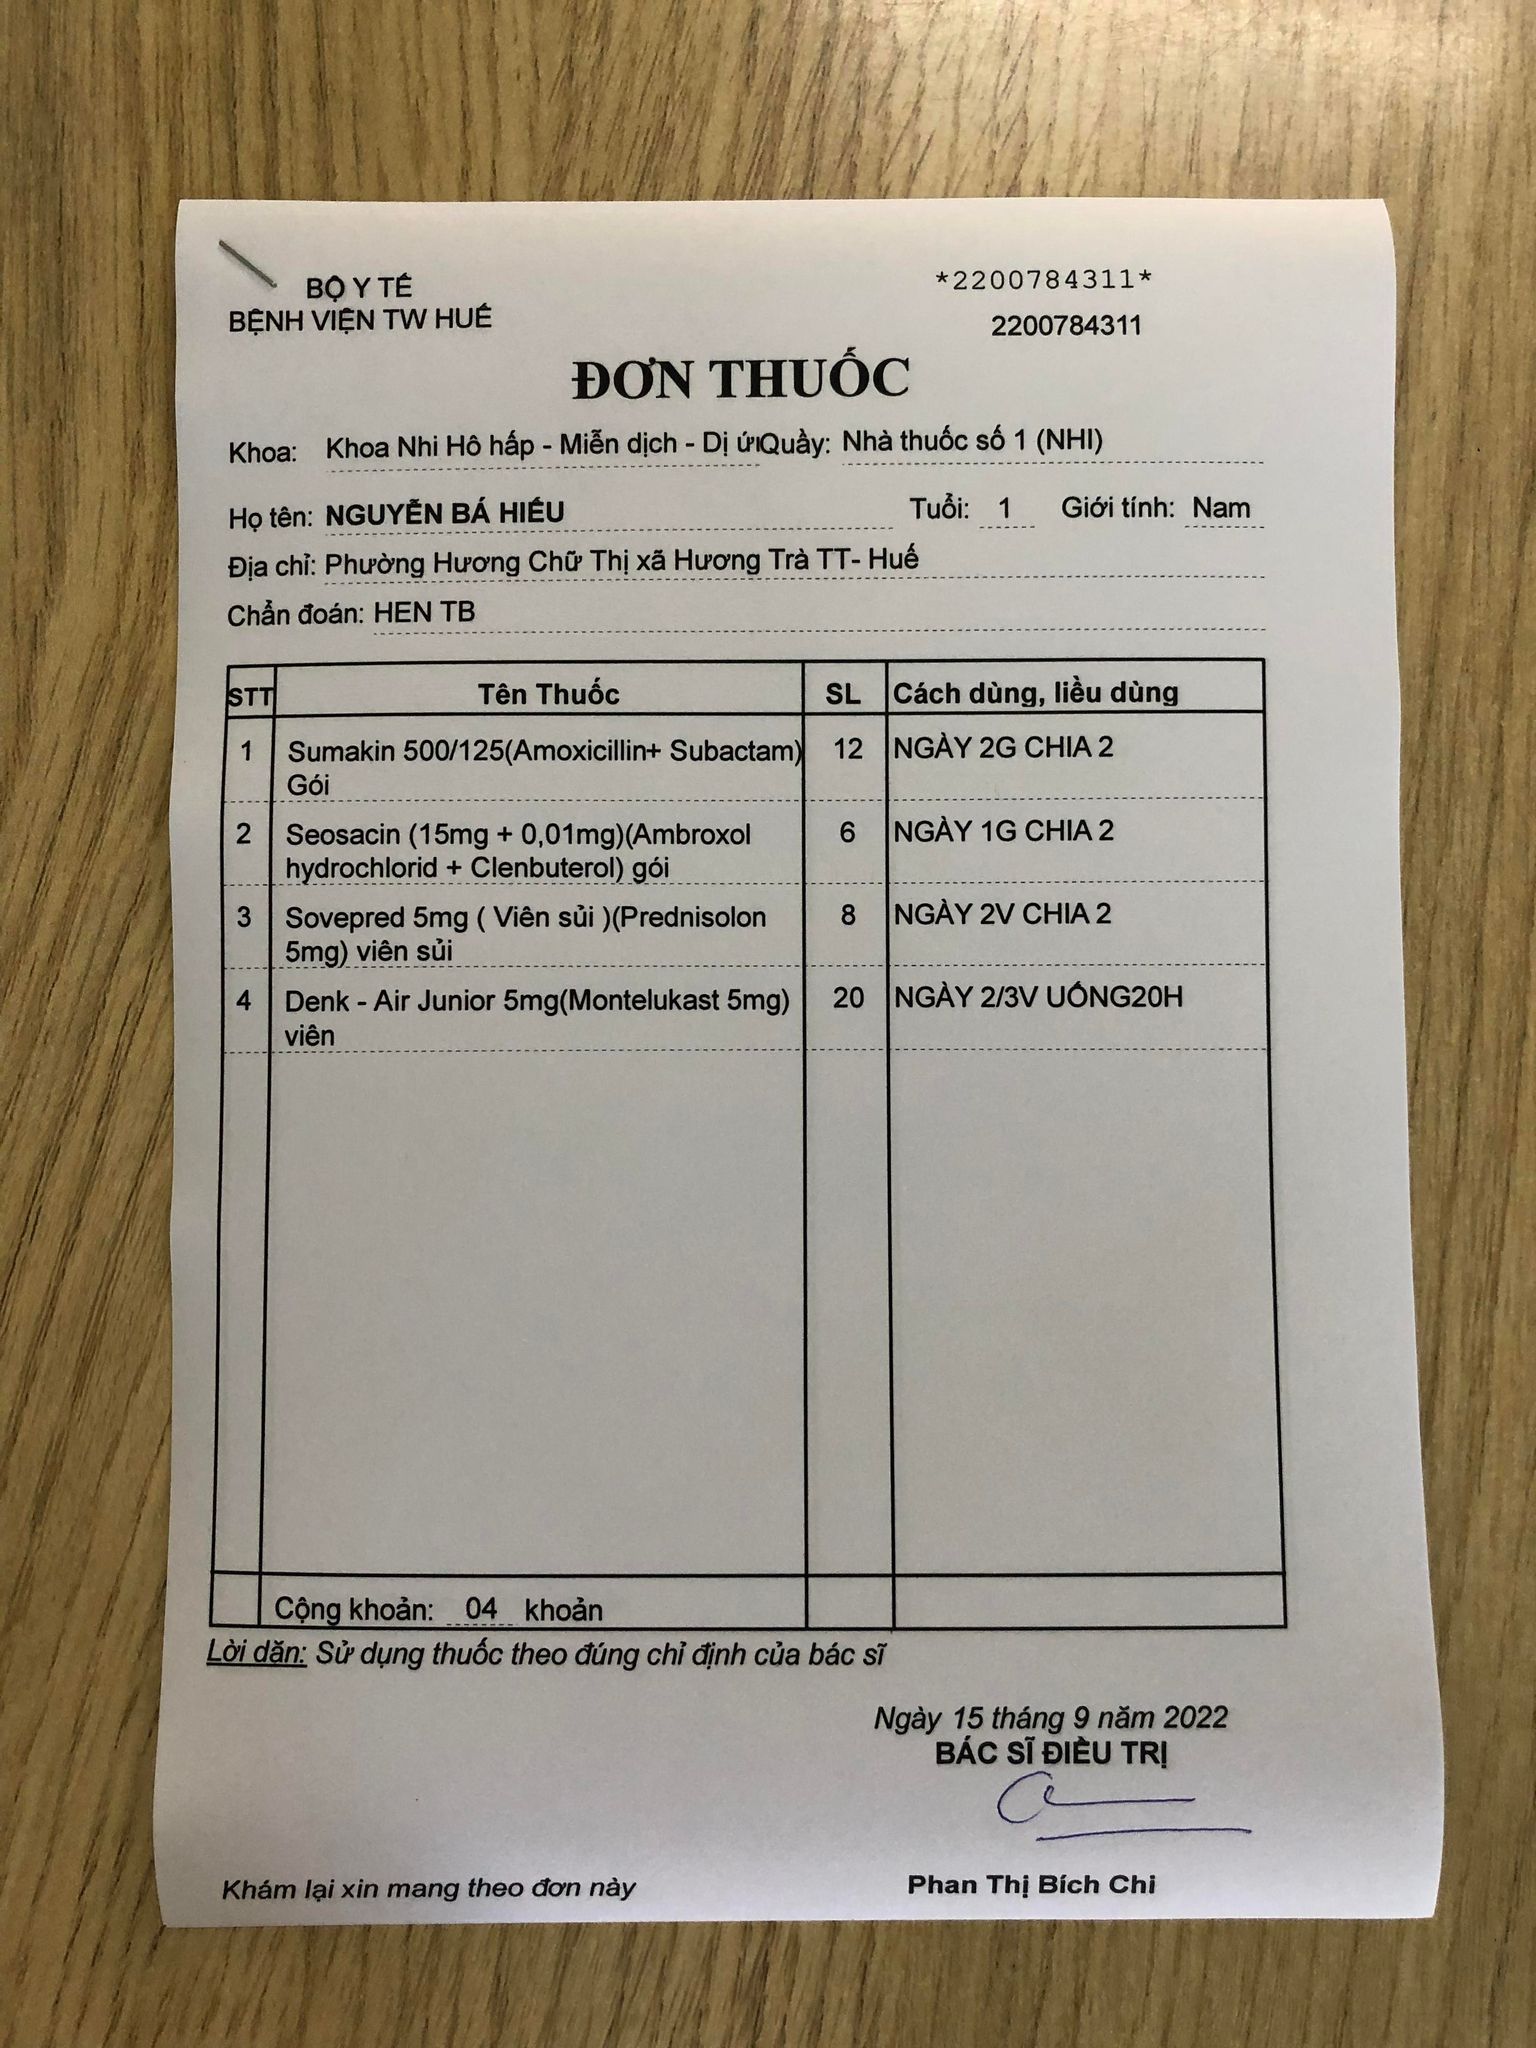 BỘ Y TẾ
BỆNH VIỆN TW HUẾ
*2200784311*
2200784311
ĐƠN THUỐC
Khoa: Khoa Nhi Hô hấp - Miễn dịch - Dị ứ Quầy: Nhà thuốc số 1 (NHI)
Họ tên: NGUYỄN BÁ HIẾU Tuổi: 1 Giới tính: Nam
Địa chỉ: Phường Hương Chữ Thị xã Hương Trà TT- Huế
Chẩn đoán: HEN TB
STT Tên Thuốc SL Cách dùng, liều dùng
1 Sumakin 500/125(Amoxicillin+ Subactam) 12 NGÀY 2G CHIA 2
Gói
2 Seosacin (15mg + 0,01mg)(Ambroxol 6 NGÀY 1G CHIA 2
hydrochlorid + Clenbuterol) gói
3 Sovepred 5mg ( Viên sủi )(Prednisolon 8 NGÀY 2V CHIA 2
5mg) viên sủi
4 Denk - Air Junior 5mg(Montelukast 5mg) 20 NGÀY 2/3V UỐNG20H
viên
Cộng khoản: 04 khoản
Lời dặn: Sử dụng thuốc theo đúng chỉ định của bác sĩ
Ngày 15 tháng 9 năm 2022
BÁC SĨ ĐIỀU TRỊ
Khám lại xin mang theo đơn này
Phan Thị Bích Chi